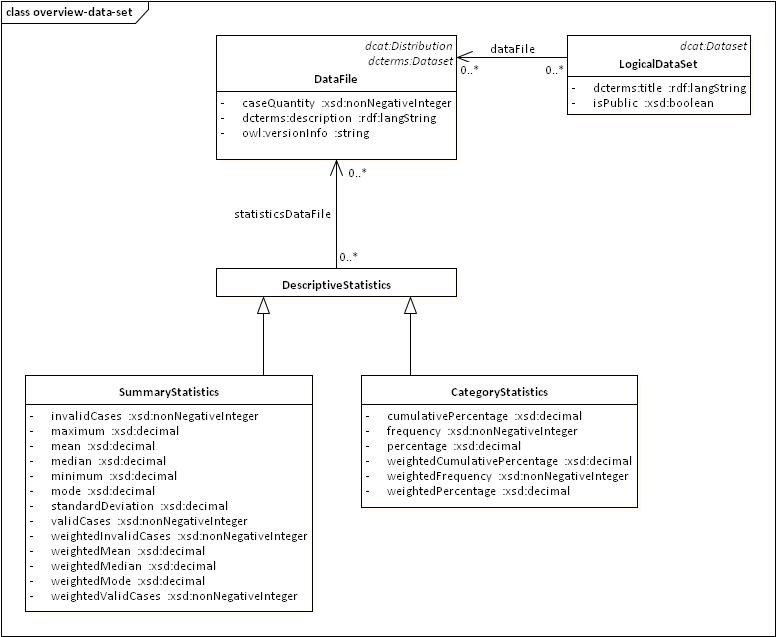 class overview-data-set
dcat:Distribution
dcterms:Dataset
DataFile
- caseQuantity :xsd:nonNegativeInteger
- dcterms:description :rdf:langString
- owl:versionInfo :string
dataFile
0..*
0..*
dcat:Dataset
LogicalDataSet
- dcterms:title :rdf:langString
- isPublic :xsd:boolean
0..*
statisticsDataFile
0..*
DescriptiveStatistics
SummaryStatistics
- invalidCases :xsd:nonNegativeInteger
- maximum :xsd:decimal
- mean :xsd:decimal
- median :xsd:decimal
- minimum :xsd:decimal
- mode :xsd:decimal
- standardDeviation :xsd:decimal
- validCases :xsd:nonNegativeInteger
- weightedInvalidCases :xsd:nonNegativeInteger
- weightedMean :xsd:decimal
- weightedMedian :xsd:decimal
- weightedMode :xsd:decimal
- weightedValidCases :xsd:nonNegativeInteger
CategoryStatistics
- cumulativePercentage :xsd:decimal
- frequency :xsd:nonNegativeInteger
- percentage :xsd:decimal
- weightedCumulativePercentage :xsd:decimal
- weightedFrequency :xsd:nonNegativeInteger
- weightedPercentage :xsd:decimal